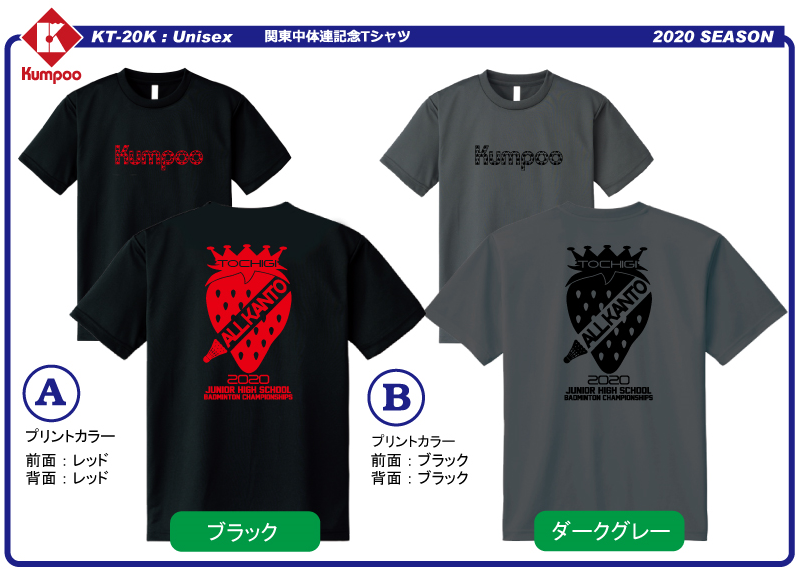 KT-20K : Unisex 関東中体連記念Tシャツ 2020 SEASON
K
Kumpoo
Kumpoo
Kumpoo
TOCHIGI
ALL KANTO
2020
JUNIOR HIGH SCHOOL
BADMINTON CHAMPIONSHIPS
TOCHIGI
ALL KANTO
2020
JUNIOR HIGH SCHOOL
BADMINTON CHAMPIONSHIPS
A
プリントカラー
前面：レッド
背面：レッド
B
プリントカラー
前面：ブラック
背面：ブラック
ブラック
ダークグレー